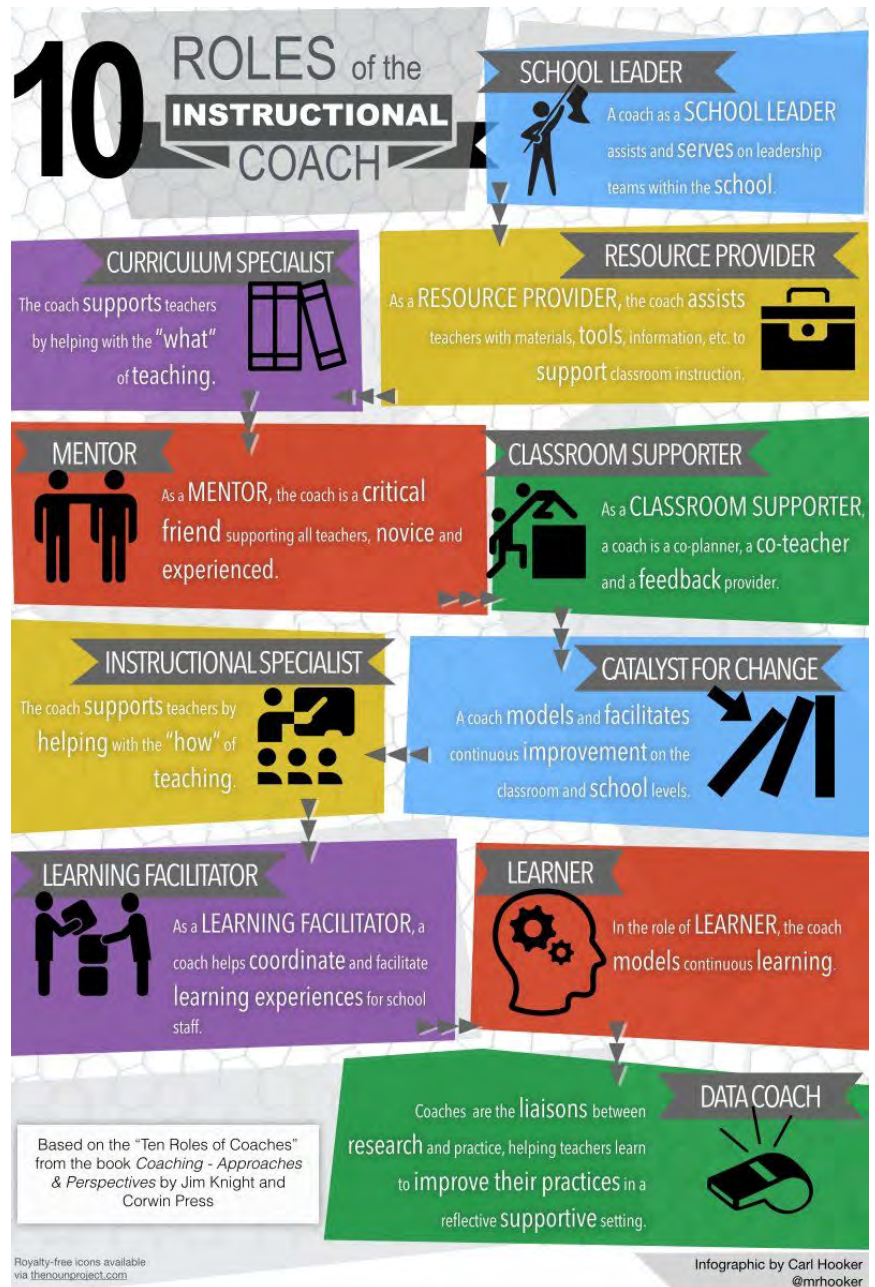 10
ROLES of the
INSTRUCTIONAL
COACH
SCHOOL LEADER
A coach as a SCHOOL LEADER
assists and serves on leadership
teams within the school.
RESOURCE PROVIDER
As a RESOURCE PROVIDER, the coach assists
teachers with materials, tools, information, etc. to
support classroom instruction.
CURRICULUM SPECIALIST
The coach supports teachers
by helping with the "what"
of teaching.
MENTOR
As a MENTOR, the coach is a critical
friend supporting all teachers, novice and
experienced.
CLASSROOM SUPPORTER
As a CLASSROOM SUPPORTER,
a coach is a co-planner, a co-teacher
and a feedback provider.
CATALYST FOR CHANGE
A coach models and facilitates
continuous improvement on the
classroom and school levels.
INSTRUCTIONAL SPECIALIST
The coach supports teachers by
helping with the "how" of
teaching.
LEARNING FACILITATOR
As a LEARNING FACILITATOR, a
coach helps coordinate and facilitate
learning experiences for school
staff.
LEARNER
In the role of LEARNER, the coach
models continuous learning.
DATA COACH
Coaches are the liaisons between
research and practice, helping teachers learn
to improve their practices in a
reflective supportive setting.
Based on the “Ten Roles of Coaches”
from the book Coaching - Approaches
& Perspectives by Jim Knight and
Corwin Press
Royalty-free icons available
via thenounproject.com
Infographic by Carl Hooker
@mrhooker